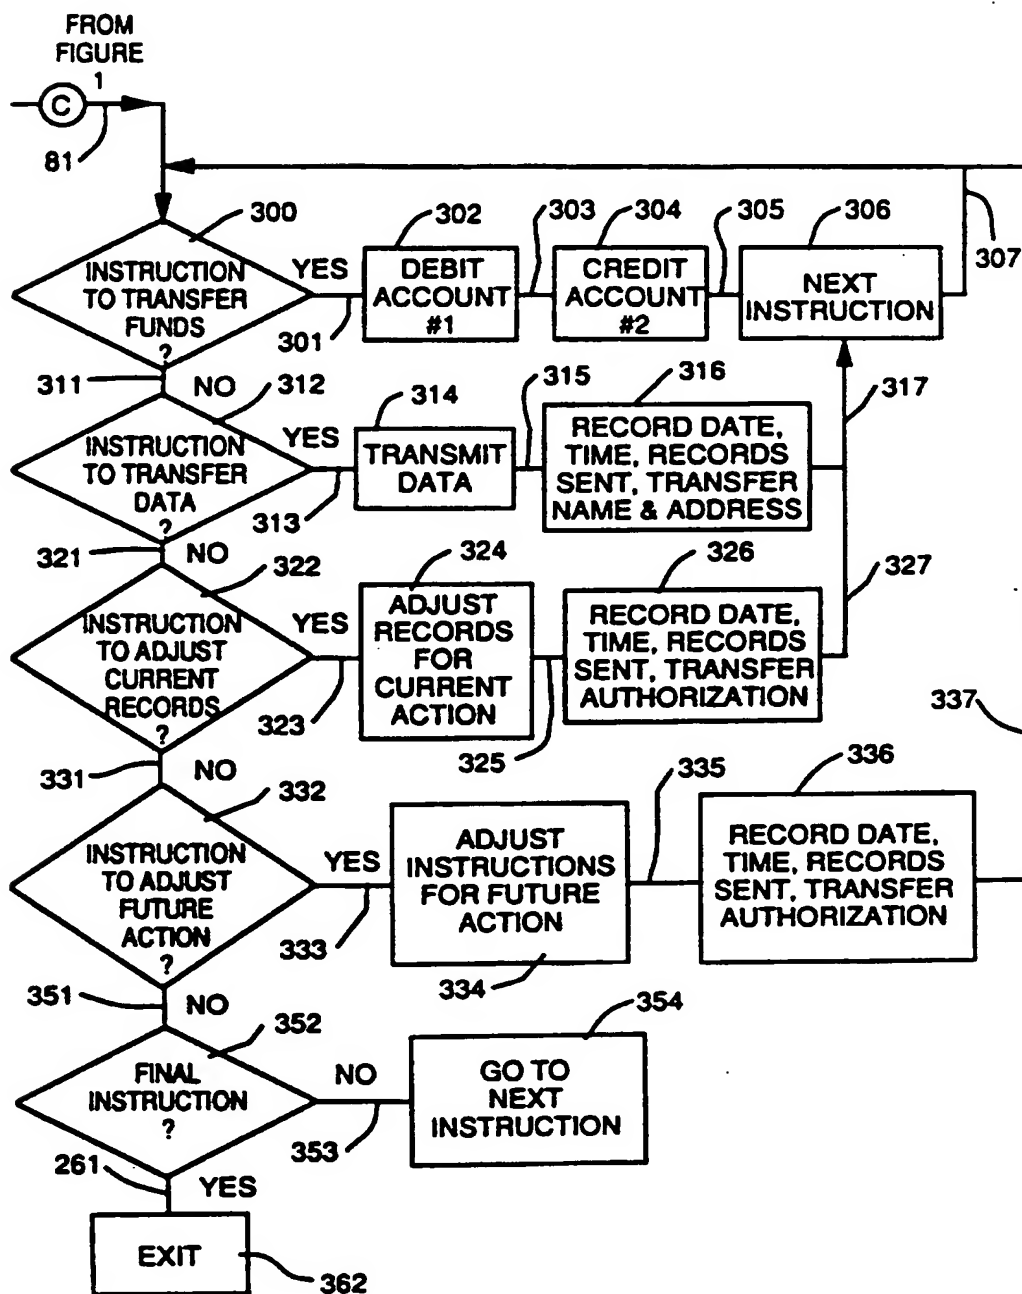 FROM
FIGURE
1
C
81
300
INSTRUCTION
TO TRANSFER
FUNDS
?
YES
301
302
DEBIT
ACCOUNT
#1
303
304
CREDIT
ACCOUNT
#2
305
306
NEXT
INSTRUCTION
307
311
NO
312
INSTRUCTION
TO TRANSFER
DATA
?
YES
313
314
TRANSMIT
DATA
315
316
RECORD DATE,
TIME, RECORDS
SENT, TRANSFER
NAME & ADDRESS
317
321
NO
322
INSTRUCTION
TO ADJUST
CURRENT
RECORDS
?
YES
323
324
ADJUST
RECORDS
FOR
CURRENT
ACTION
325
326
RECORD DATE,
TIME, RECORDS
SENT, TRANSFER
AUTHORIZATION
327
331
NO
332
INSTRUCTION
TO ADJUST
FUTURE
ACTION
?
YES
333
ADJUST
INSTRUCTIONS
FOR FUTURE
ACTION
334
335
336
RECORD DATE,
TIME, RECORDS
SENT, TRANSFER
AUTHORIZATION
337
351
NO
352
FINAL
INSTRUCTION
?
NO
353
354
GO TO
NEXT
INSTRUCTION
261
YES
EXIT
362